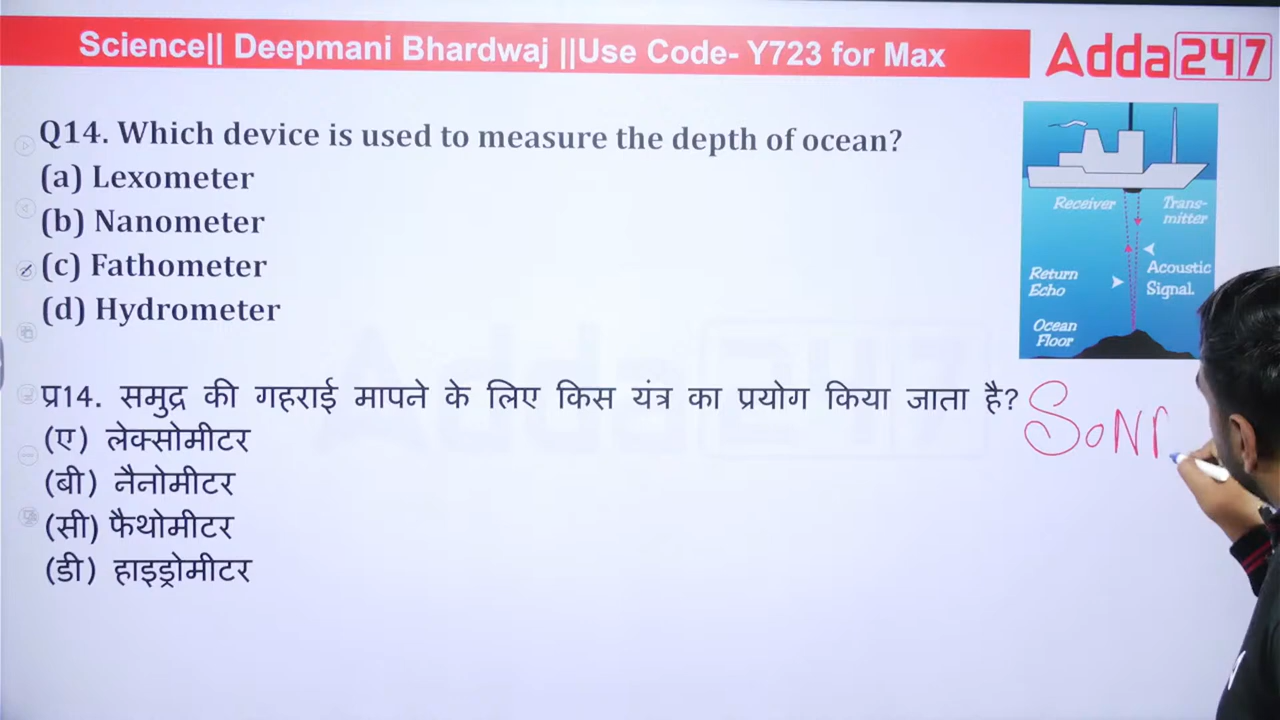 Science|| Deepmani Bhardwaj ||Use Code- Y723 for Max
Adda247
Q14. Which device is used to measure the depth of ocean?
(a) Lexometer
(b) Nanometer
(c) Fathometer
(d) Hydrometer
Receiver
Trans-
mitter
Acoustic
Signal.
Return
Echo
Ocean
Floor
प्र14. समुद्र की गहराई मापने के लिए किस यंत्र का प्रयोग किया जाता है?
(ए) लेक्सोमीटर
(बी) नैनोमीटर
(सी) फैथोमीटर
(डी) हाइड्रोमीटर
Adda247